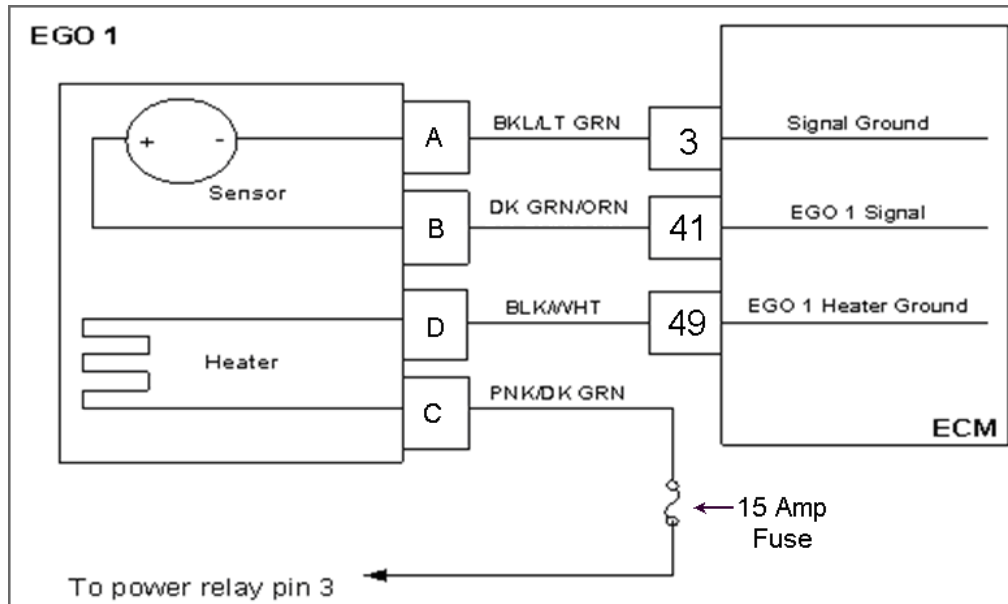 EGO 1
+ -
Sensor
A
BKL/LT GRN
3
Signal Ground
B
DK GRN/ORN
41
EGO 1 Signal
D
BLK/WHT
49
EGO 1 Heater Ground
Heater
C
PNK/DK GRN
ECM
15 Amp
Fuse
To power relay pin 3